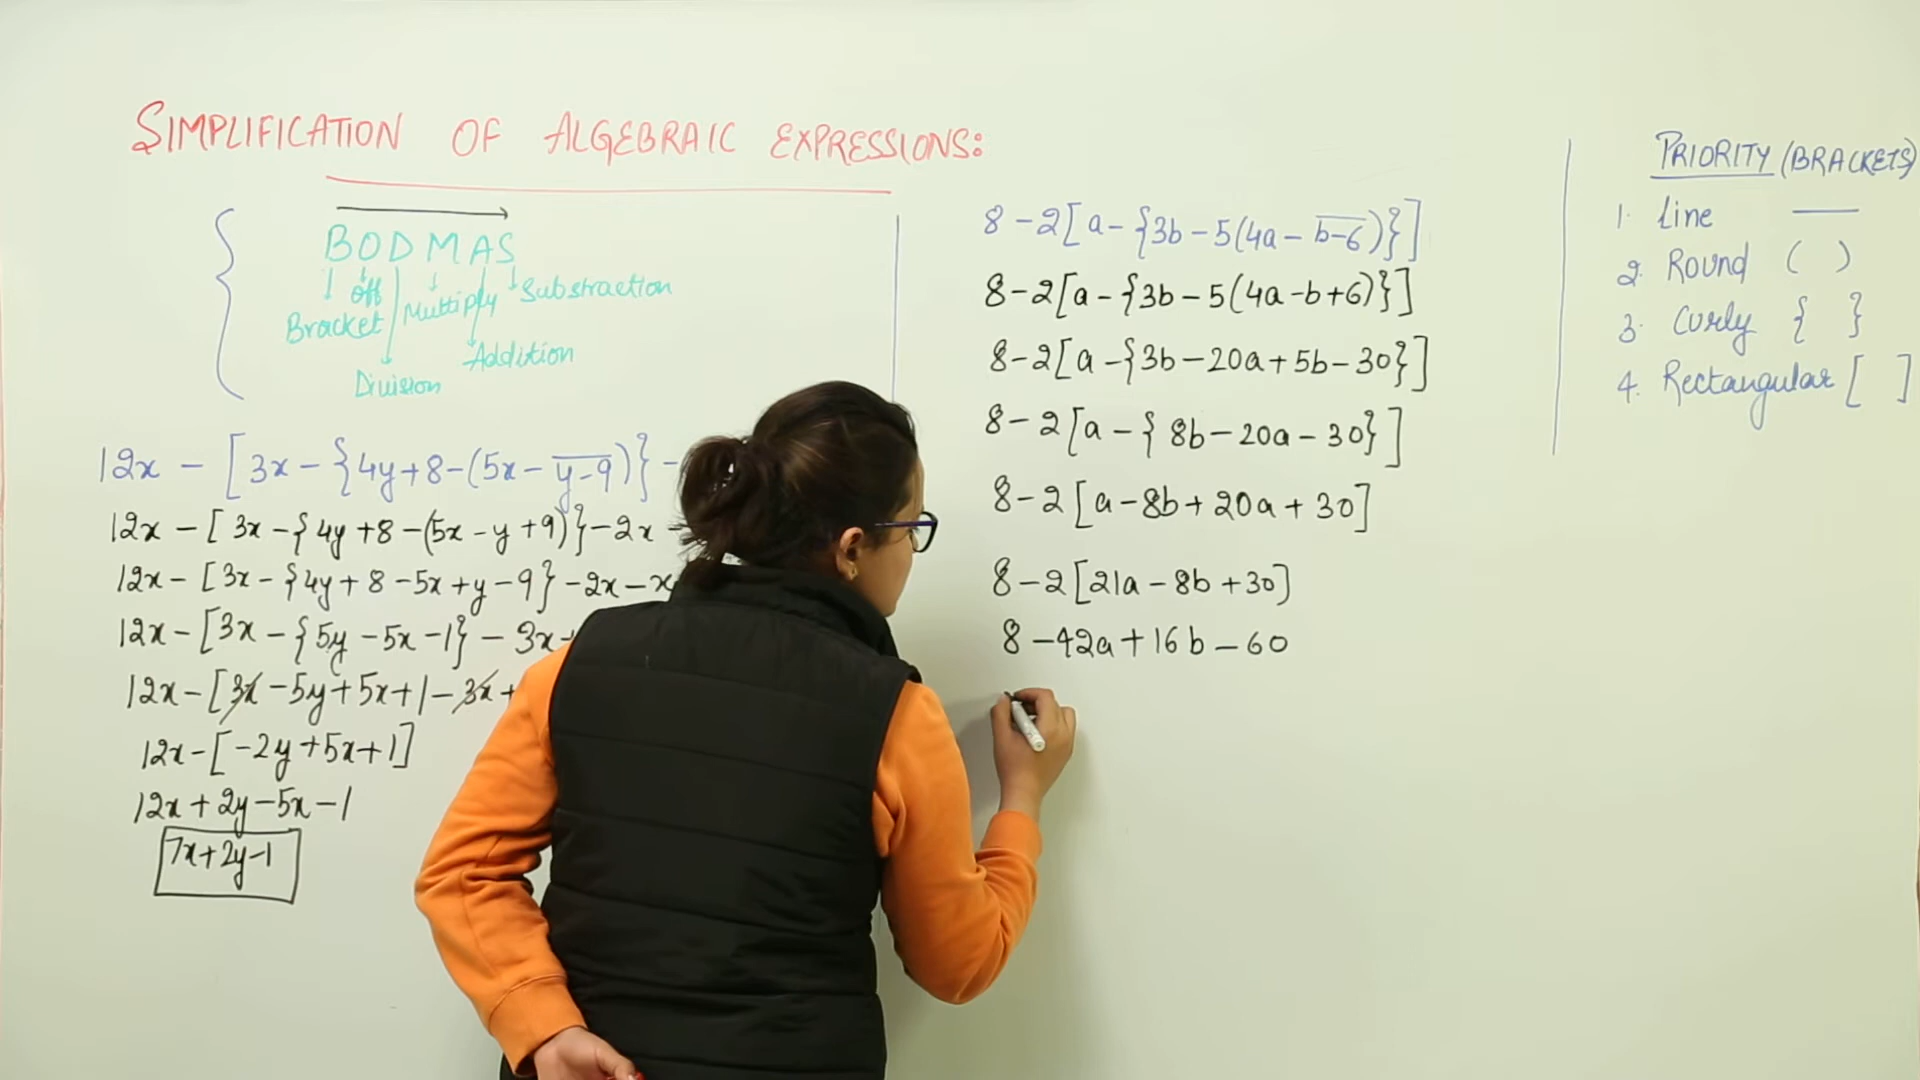 SIMPLIFICATION OF ALGEBRAIC EXPRESSIONS:
BODMAS
Bracket
off
Division
Multiply
Addition
Substraction
12x - [3x - {4y+8-(5x- y̅-̅9̅)} -
12x - [3x-{4y+8-(5x-y+9)}-2x -
12x - [3x - {4y+8-5x+y-9} -2x-x
12x - [3x - {5y-5x-1} - 3x+
12x - [3x-5y+5x+1-3x+
12x-[-2y+5x+1]
12x+2y-5x-1
7x+2y-1
8-2[a-{3b-5(4a- b̅-̅6̅)}]
8-2[a-{3b-5(4a-b+6)}]
8-2[a-{3b-20a+5b-30}]
8-2[a-{8b-20a-30}]
8-2[a-8b+20a+30]
8-2[21a-8b+30]
8-42a+16b-60
PRIORITY (BRACKETS)
1. Line —
2. Round ( )
3. Curly { }
4. Rectangular [ ]